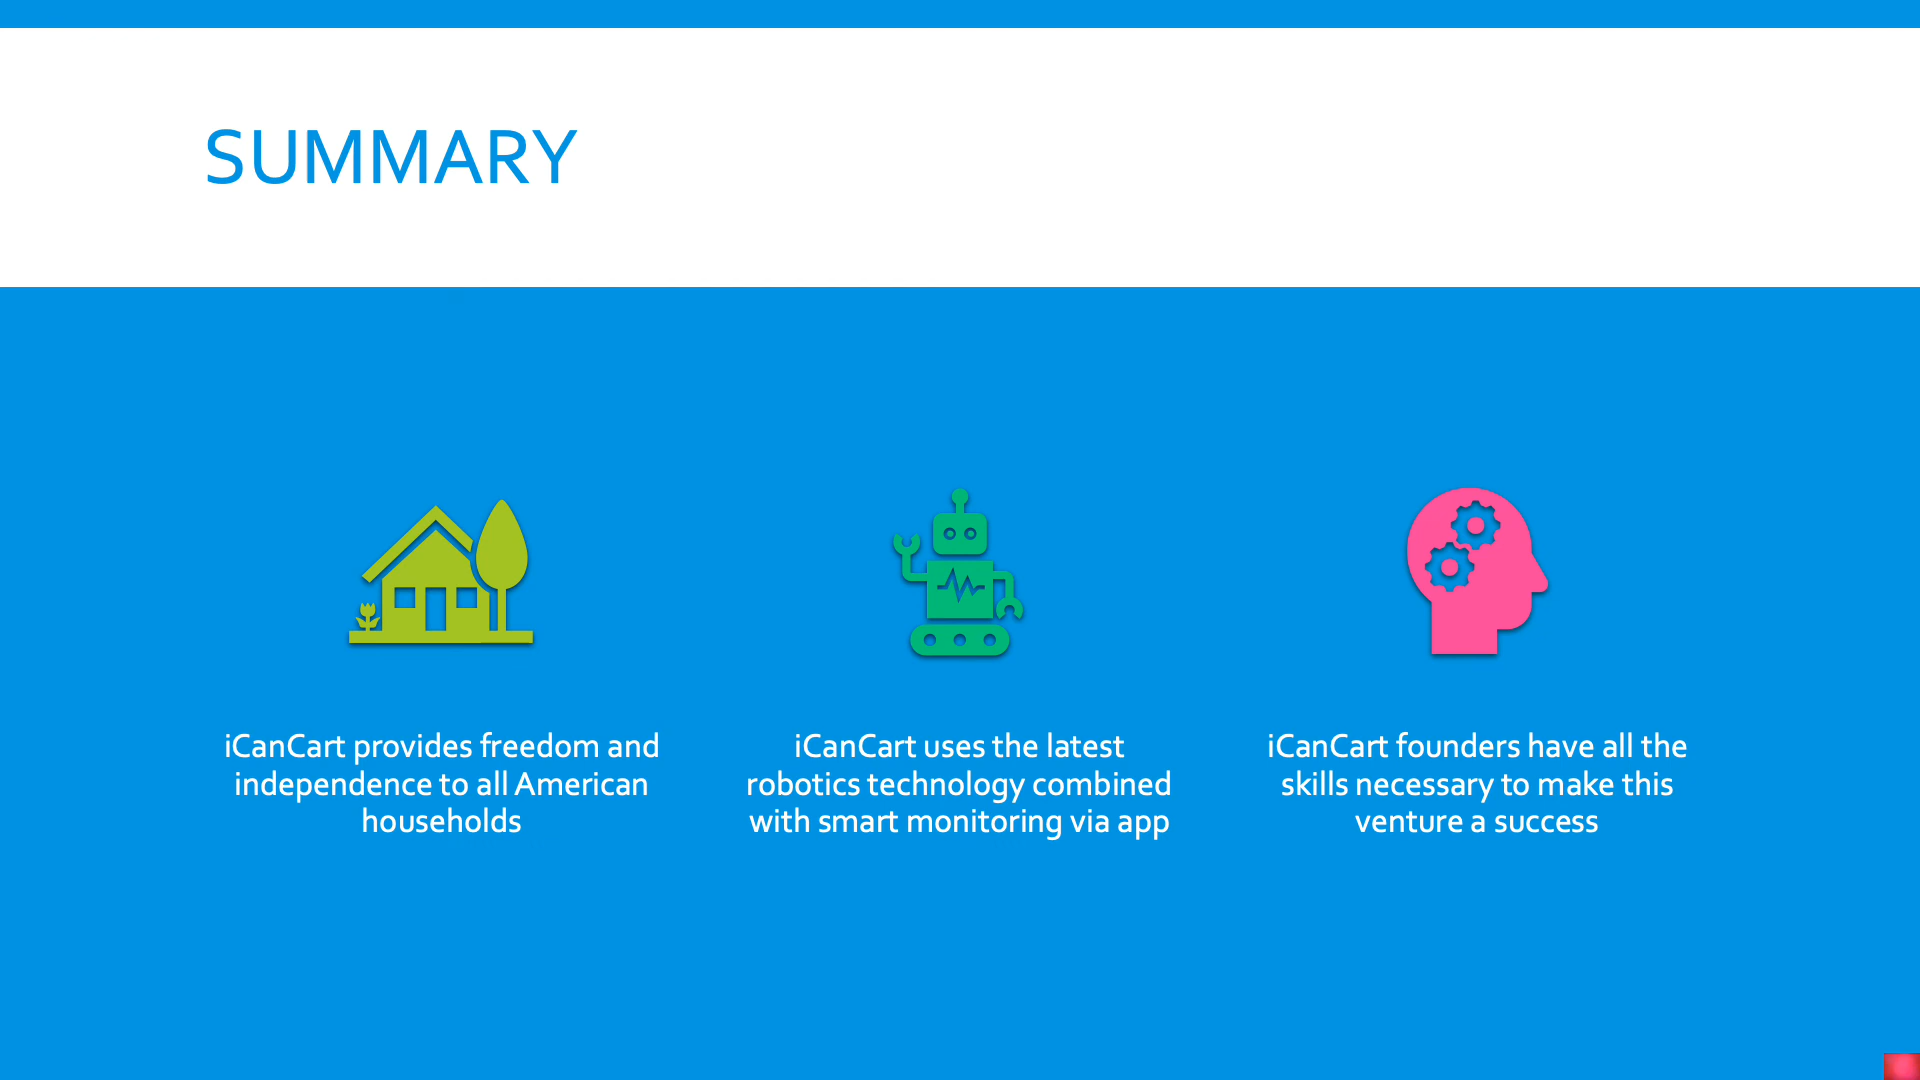 SUMMARY
iCanCart provides freedom and
independence to all American
households
iCanCart uses the latest
robotics technology combined
with smart monitoring via app
iCanCart founders have all the
skills necessary to make this
venture a success